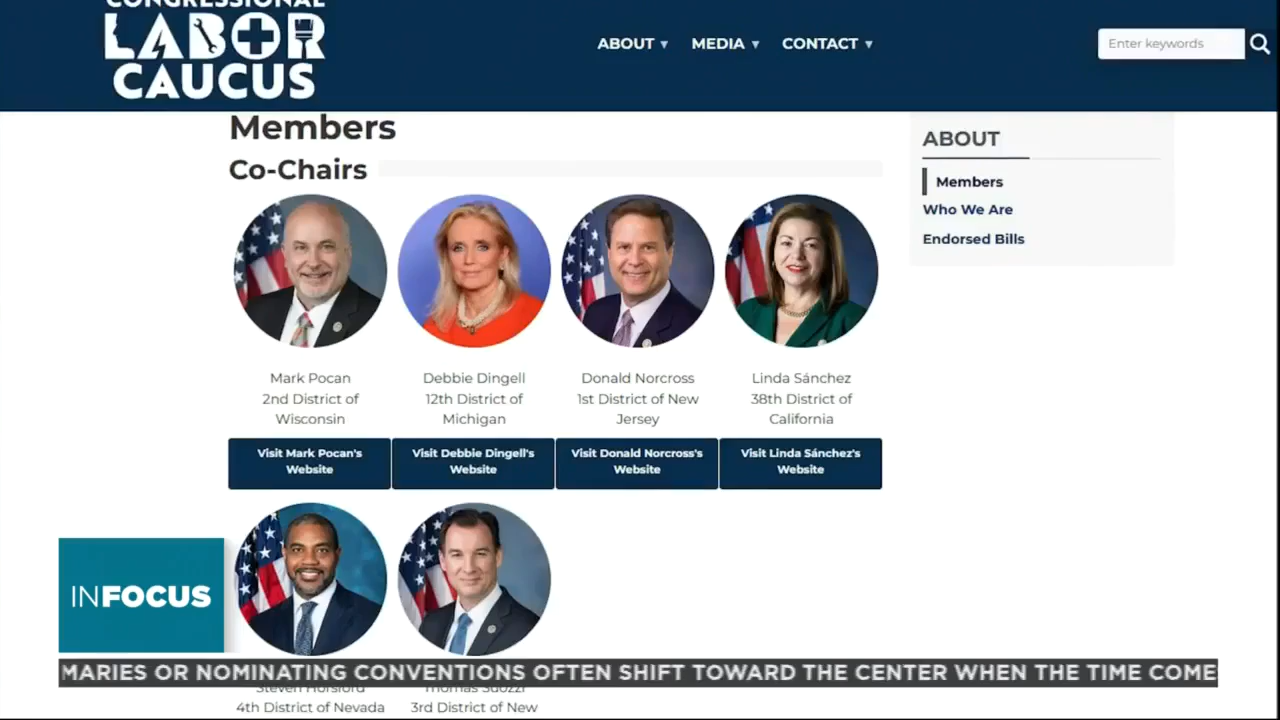 CONGRESSIONAL
LABOR
CAUCUS
ABOUT ▼ MEDIA ▼ CONTACT ▼
Enter keywords
Members
Co-Chairs
Mark Pocan
2nd District of
Wisconsin
Debbie Dingell
12th District of
Michigan
Donald Norcross
1st District of New
Jersey
Linda Sánchez
38th District of
California
Visit Mark Pocan's
Website
Visit Debbie Dingell's
Website
Visit Donald Norcross's
Website
Visit Linda Sánchez's
Website
ABOUT
Members
Who We Are
Endorsed Bills
INFOCUS
MARIES OR NOMINATING CONVENTIONS OFTEN SHIFT TOWARD THE CENTER WHEN THE TIME COME
Steven Horsford
4th District of Nevada
Thomas Suozzi
3rd District of New